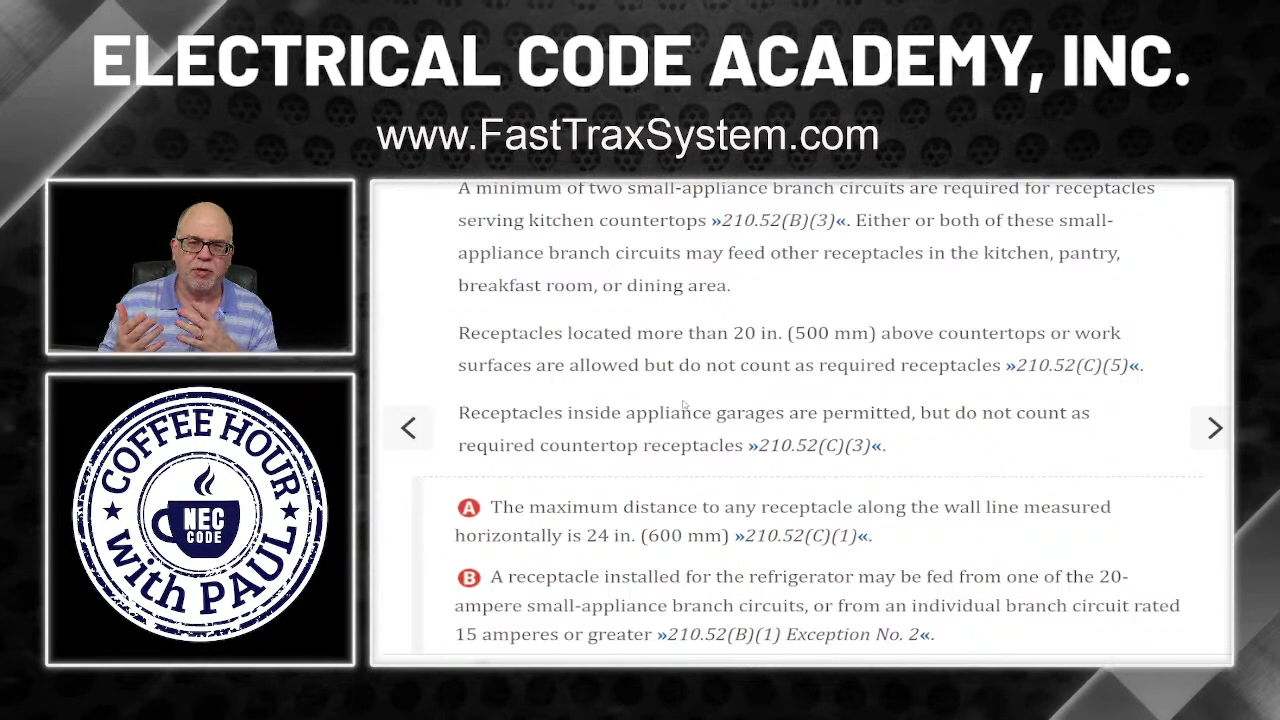 ELECTRICAL CODE ACADEMY, INC.
www.FastTraxSystem.com
A minimum of two small-appliance branch circuits are required for receptacles
serving kitchen countertops »210.52(B)(3)«. Either or both of these small-
appliance branch circuits may feed other receptacles in the kitchen, pantry,
breakfast room, or dining area.
Receptacles located more than 20 in. (500 mm) above countertops or work
surfaces are allowed but do not count as required receptacles »210.52(C)(5)«.
Receptacles inside appliance garages are permitted, but do not count as
required countertop receptacles »210.52(C)(3)«.
A The maximum distance to any receptacle along the wall line measured
horizontally is 24 in. (600 mm) »210.52(C)(1)«.
B A receptacle installed for the refrigerator may be fed from one of the 20-
ampere small-appliance branch circuits, or from an individual branch circuit rated
15 amperes or greater »210.52(B)(1) Exception No. 2«.
COFFEE HOUR
NEC
CODE
with PAUL